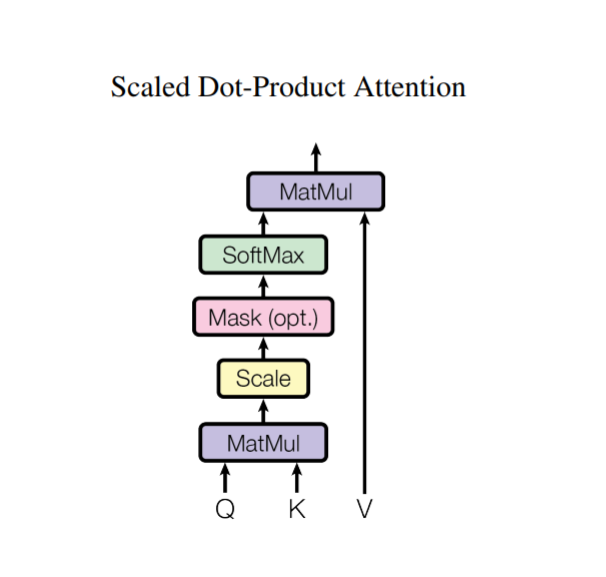 Scaled Dot-Product Attention
MatMul
SoftMax
Mask (opt.)
Scale
MatMul
Q K V